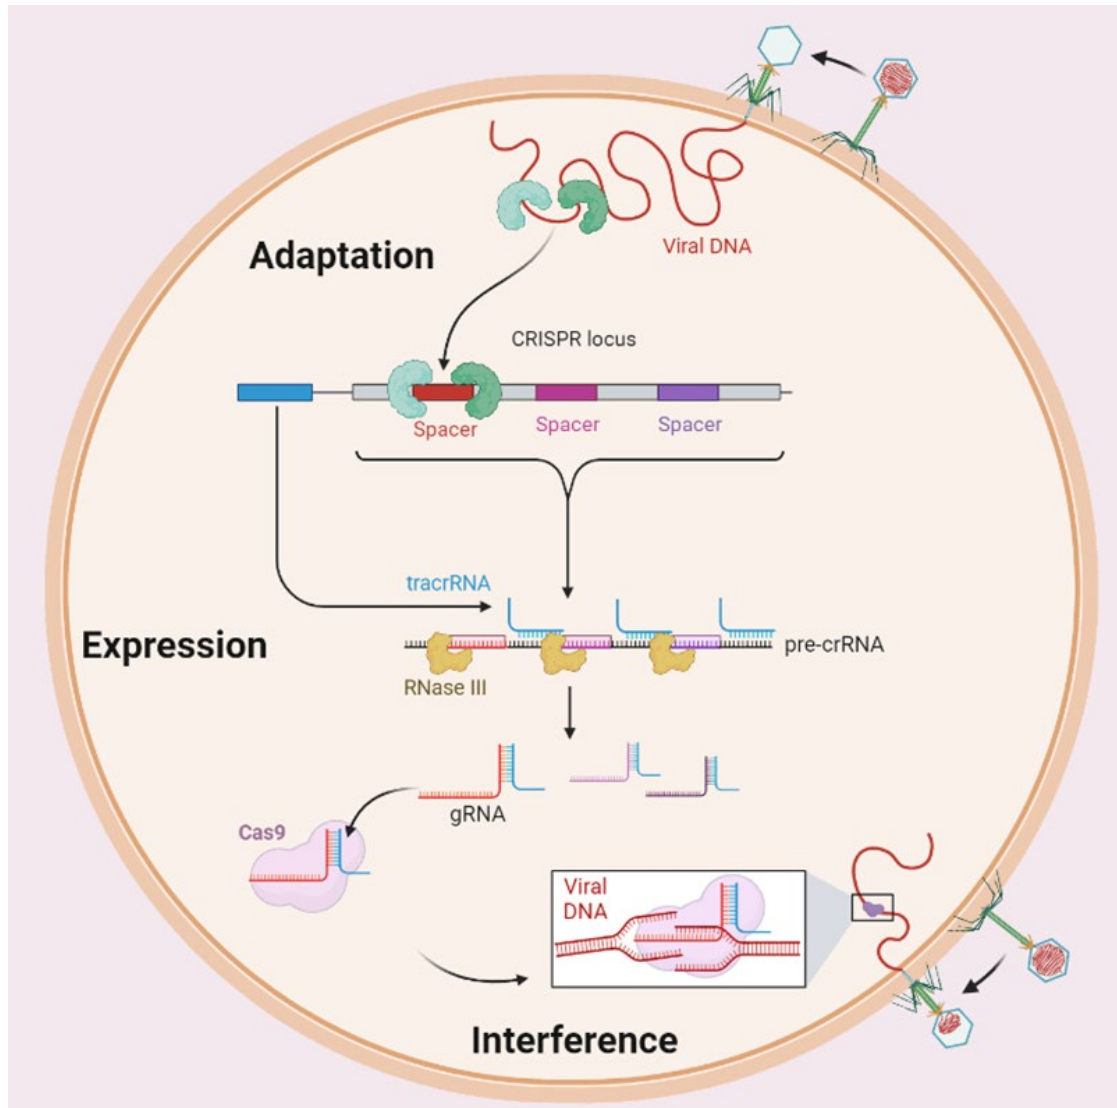 Viral DNA
Adaptation
CRISPR locus
Spacer
Spacer
Spacer
tracrRNA
Expression
pre-crRNA
RNase III
gRNA
Cas9
Viral
DNA
Interference